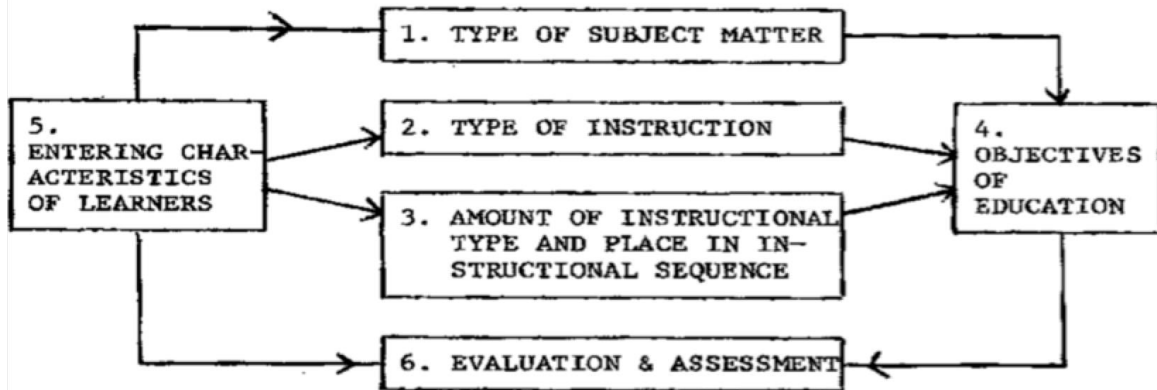 1. TYPE OF SUBJECT MATTER
5.
ENTERING CHAR-
ACTERISTICS
OF LEARNERS
2. TYPE OF INSTRUCTION
3. AMOUNT OF INSTRUCTIONAL
TYPE AND PLACE IN IN-
STRUCTIONAL SEQUENCE
4.
OBJECTIVES
OF
EDUCATION
6. EVALUATION & ASSESSMENT